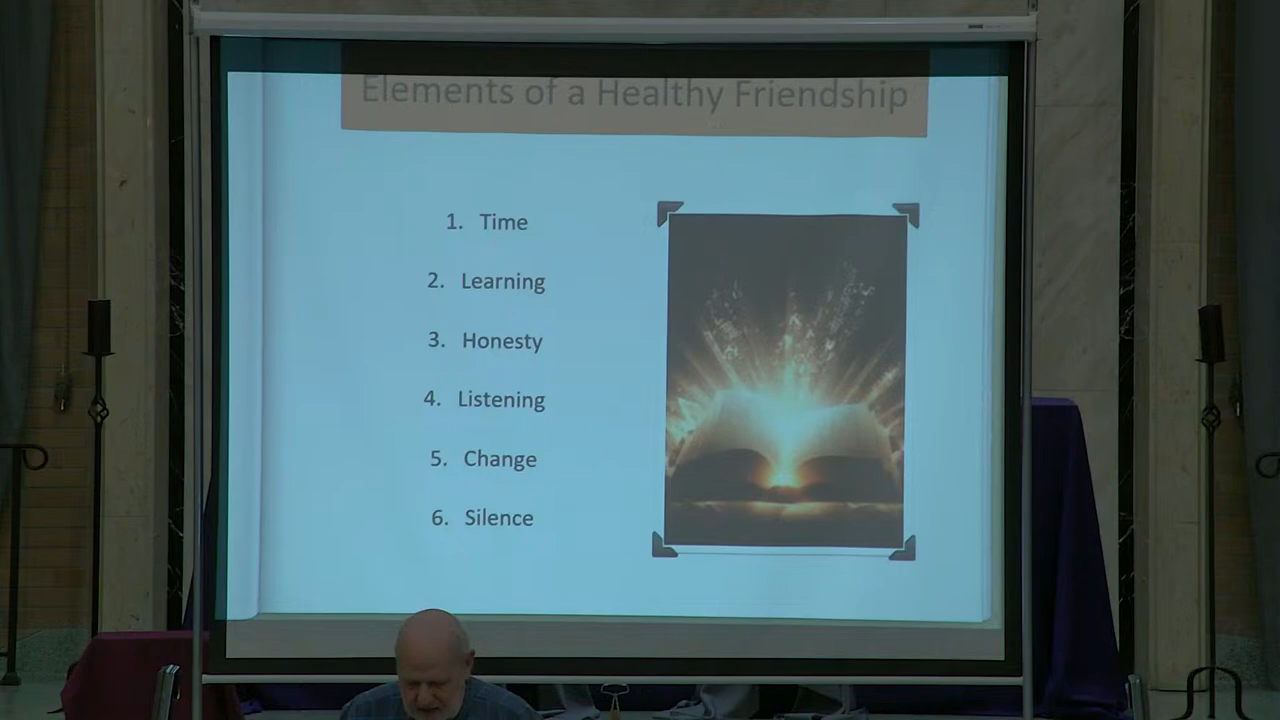 Elements of a Healthy Friendship
1. Time
2. Learning
3. Honesty
4. Listening
5. Change
6. Silence